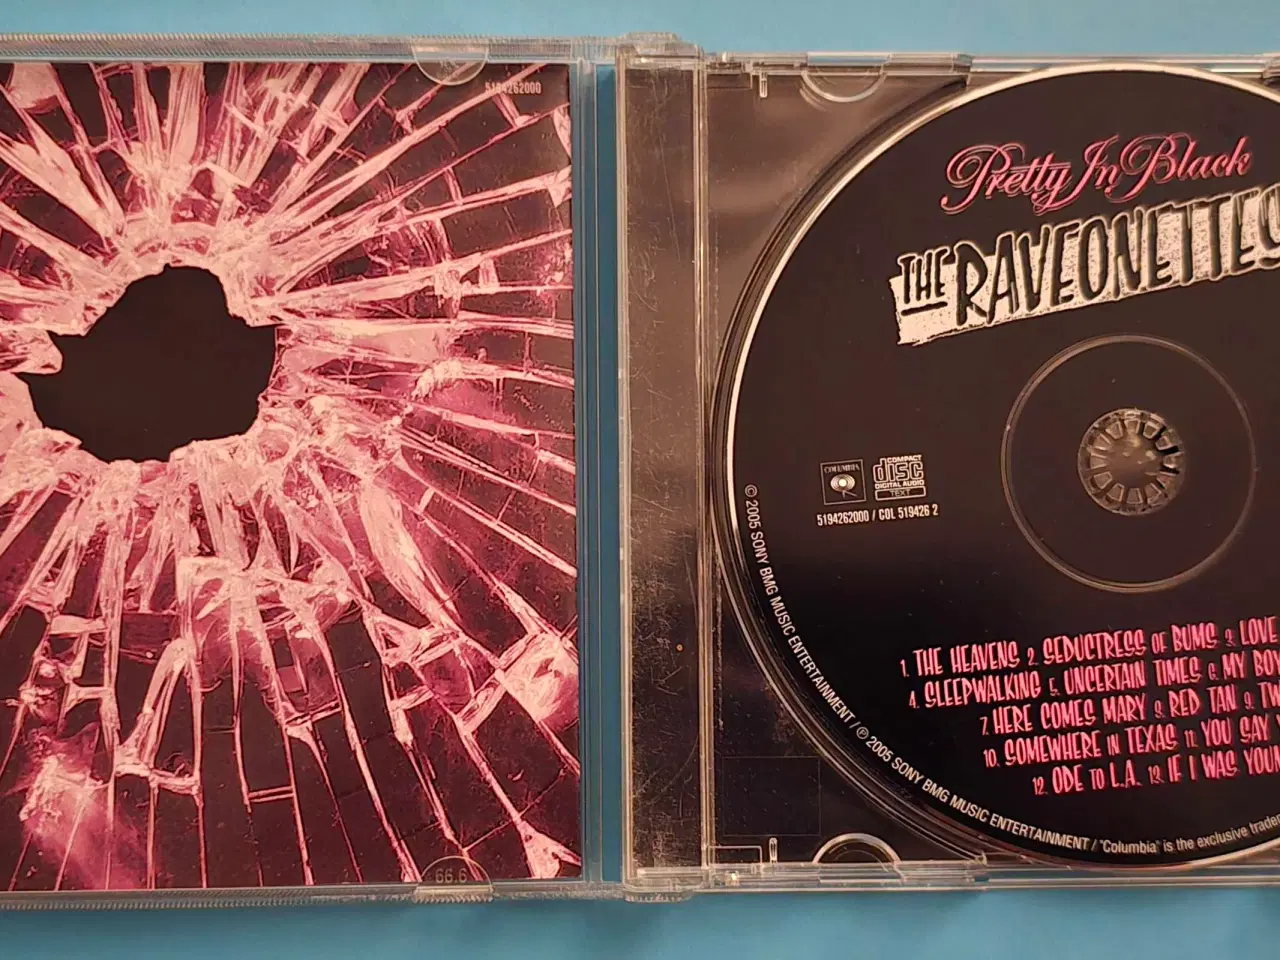 5194262000
Pretty In Black
THE RAVEONETTES
COLUMBIA
COMPACT
disc
DIGITAL AUDIO
TEXT
5194262000 / COL 519426 2
1. THE HEAVENS 2. SEDUCTRESS OF BUMS 3. LOVE
4. SLEEPWALKING 5. UNCERTAIN TIMES 6. MY BOY
7. HERE COMES MARY 8. RED TAN 9. TW
10. SOMEWHERE IN TEXAS 11. YOU SAY
12. ODE TO L.A. 13. IF I WAS YOUN
© 2005 SONY BMG MUSIC ENTERTAINMENT / ℗ 2005 SONY BMG MUSIC ENTERTAINMENT / "Columbia" is the exclusive tradem